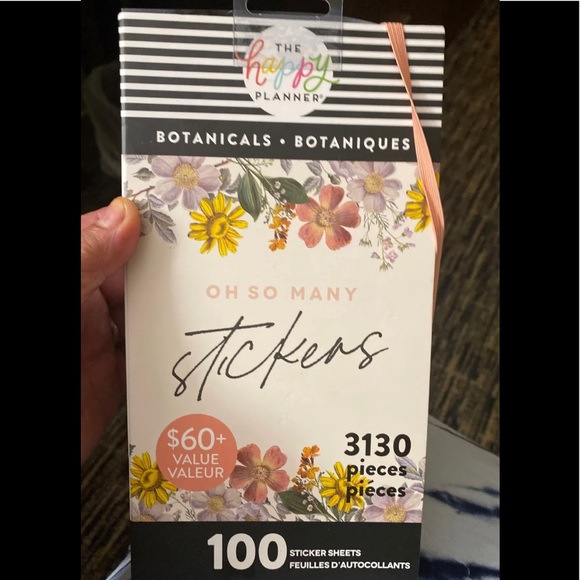 THE
happy
PLANNER®
BOTANICALS • BOTANIQUES
OH SO MANY
stickers
$60+
VALUE
VALEUR
3130
pieces
piéces
100 STICKER SHEETS
FEUILLES D'AUTOCOLLANTS